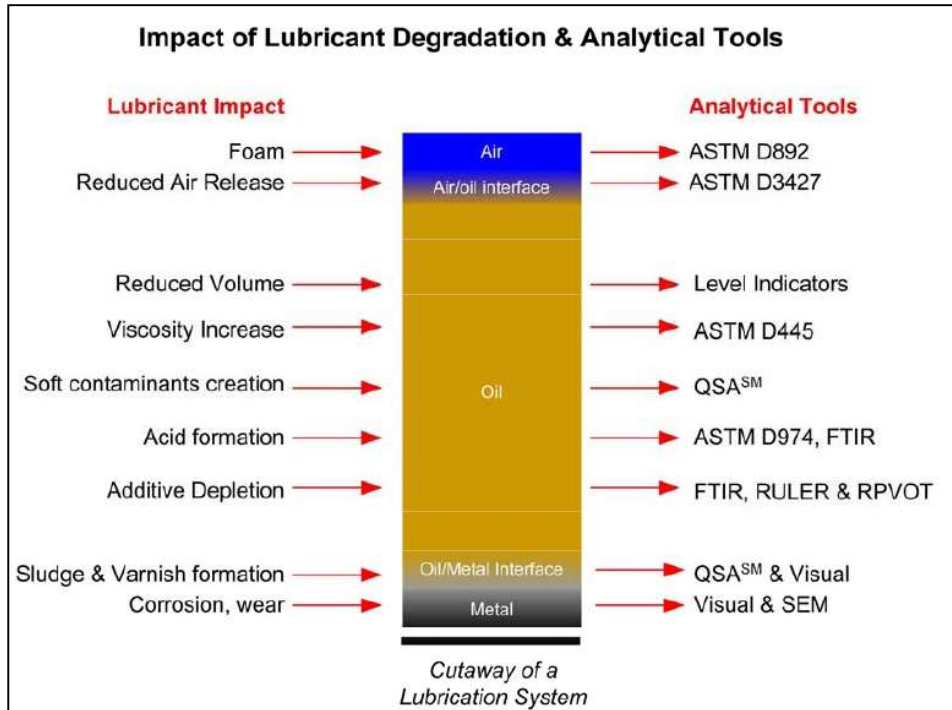 Impact of Lubricant Degradation & Analytical Tools
Lubricant Impact
Analytical Tools
Foam
Air
ASTM D892
Reduced Air Release
Air/oil interface
ASTM D3427
Reduced Volume
Level Indicators
Viscosity Increase
ASTM D445
Soft contaminants creation
Oil
QSA℠
Acid formation
ASTM D974, FTIR
Additive Depletion
FTIR, RULER & RPVOT
Sludge & Varnish formation
Oil/Metal Interface
QSA℠ & Visual
Corrosion, wear
Metal
Visual & SEM
Cutaway of a
Lubrication System